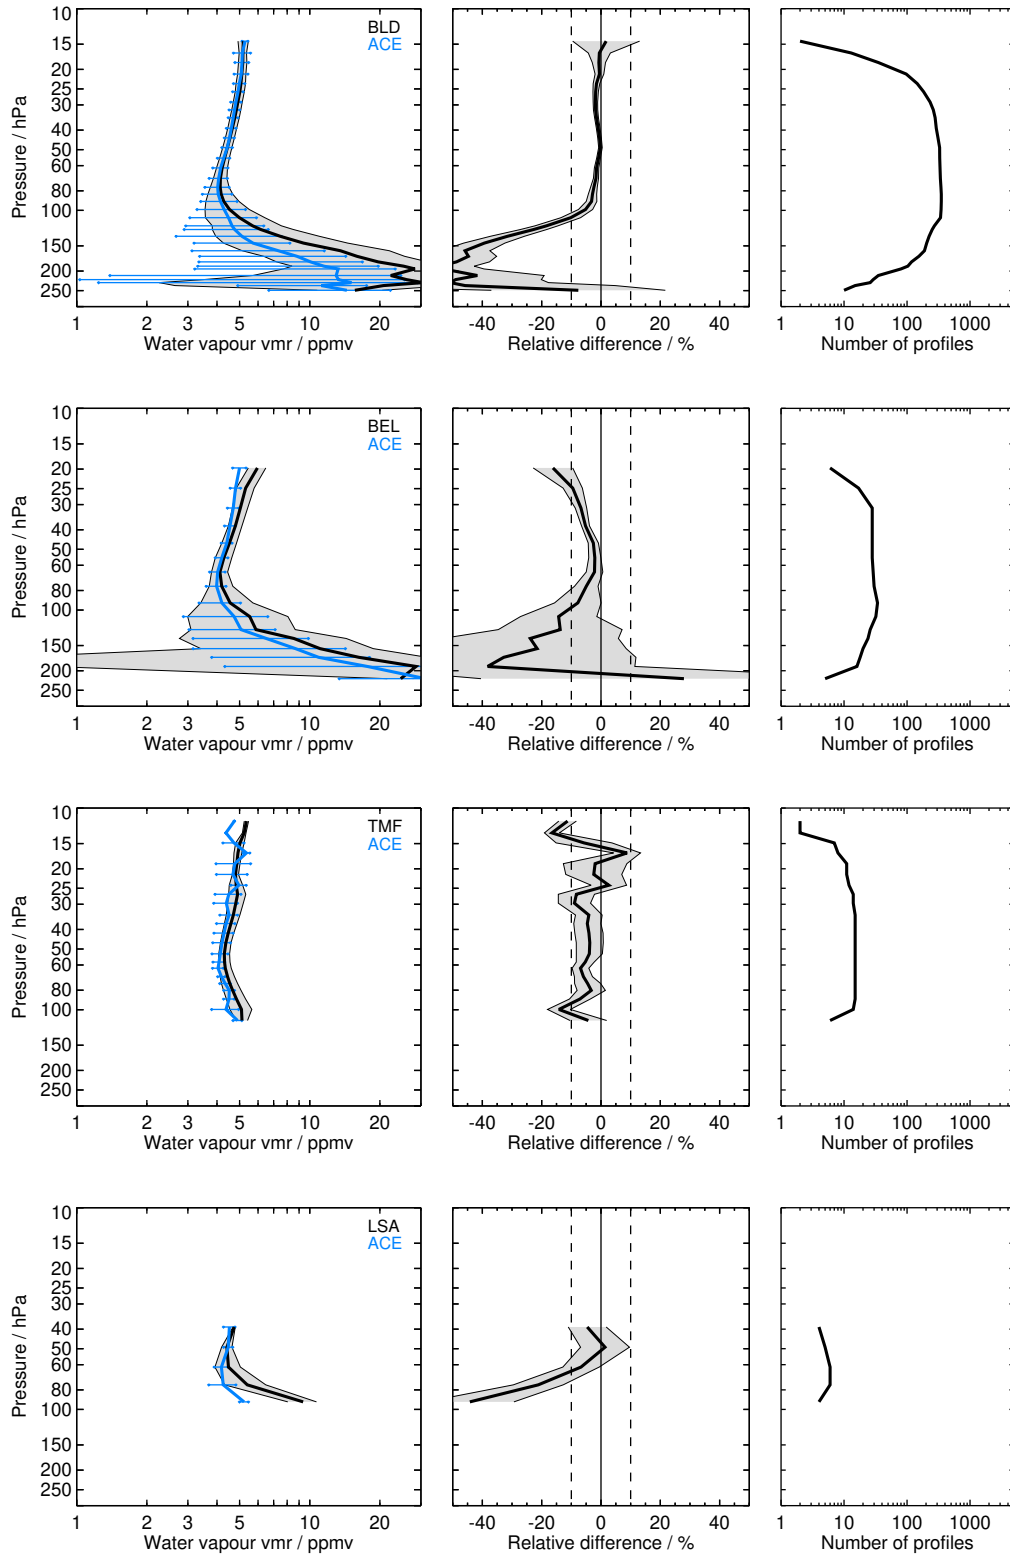 BLD
ACE
Pressure / hPa
10
15
20
25
30
40
50
60
80
100
150
200
250
1 2 3 5 10 20
-40 -20 0 20 40
1 10 100 1000
Water vapour vmr / ppmv
Relative difference / %
Number of profiles
BEL
ACE
Pressure / hPa
10
15
20
25
30
40
50
60
80
100
150
200
250
1 2 3 5 10 20
-40 -20 0 20 40
1 10 100 1000
Water vapour vmr / ppmv
Relative difference / %
Number of profiles
TMF
ACE
Pressure / hPa
10
15
20
25
30
40
50
60
80
100
150
200
250
1 2 3 5 10 20
-40 -20 0 20 40
1 10 100 1000
Water vapour vmr / ppmv
Relative difference / %
Number of profiles
LSA
ACE
Pressure / hPa
10
15
20
25
30
40
50
60
80
100
150
200
250
1 2 3 5 10 20
-40 -20 0 20 40
1 10 100 1000
Water vapour vmr / ppmv
Relative difference / %
Number of profiles